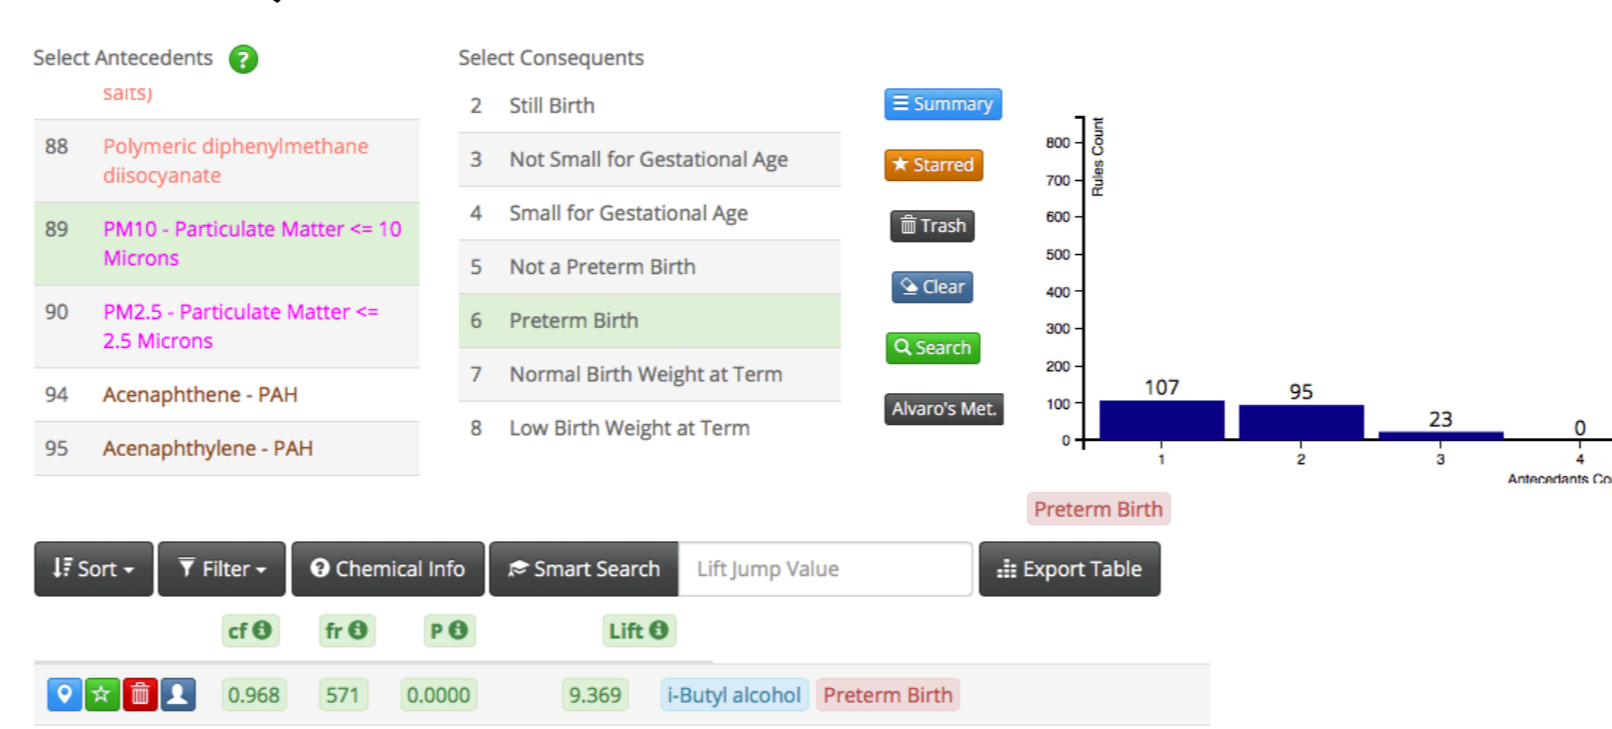 Select Antecedents ?
salts)
88 Polymeric diphenylmethane
diisocyanate
89 PM10 - Particulate Matter <= 10
Microns
90 PM2.5 - Particulate Matter <=
2.5 Microns
94 Acenaphthene - PAH
95 Acenaphthylene - PAH
Select Consequents
2 Still Birth
3 Not Small for Gestational Age
4 Small for Gestational Age
5 Not a Preterm Birth
6 Preterm Birth
7 Normal Birth Weight at Term
8 Low Birth Weight at Term
Summary
Starred
Trash
Clear
Search
Alvaro's Met.
Rules Count
800
700
600
500
400
300
200
100
0
107 95 23 0
1 2 3 4
Antecedants Co
Preterm Birth
Sort Filter Chemical Info Smart Search Lift Jump Value Export Table
cf fr P Lift
0.968 571 0.0000 9.369 i-Butyl alcohol Preterm Birth